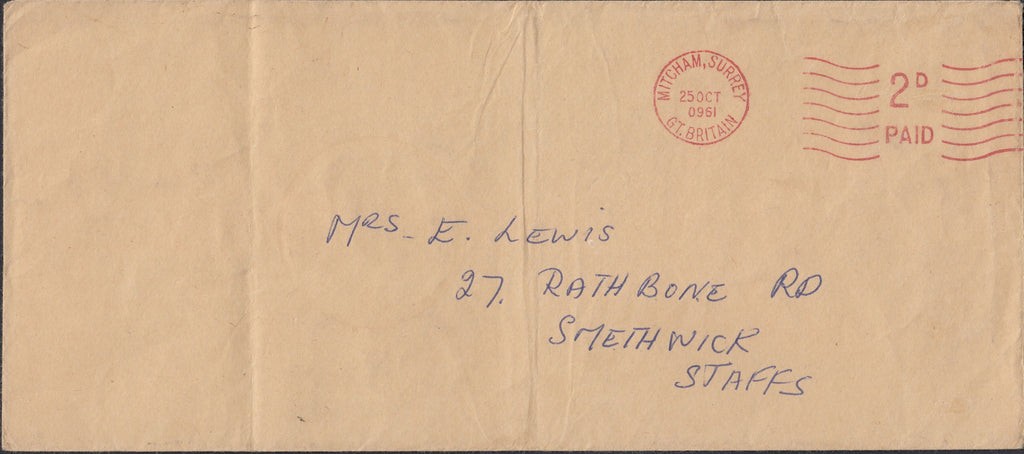 MITCHAM, SURREY
25 OCT
0961
GT. BRITAIN
2D
PAID
MRS - E. LEWIS
27. RATHBONE RD
SMETHWICK
STAFFS